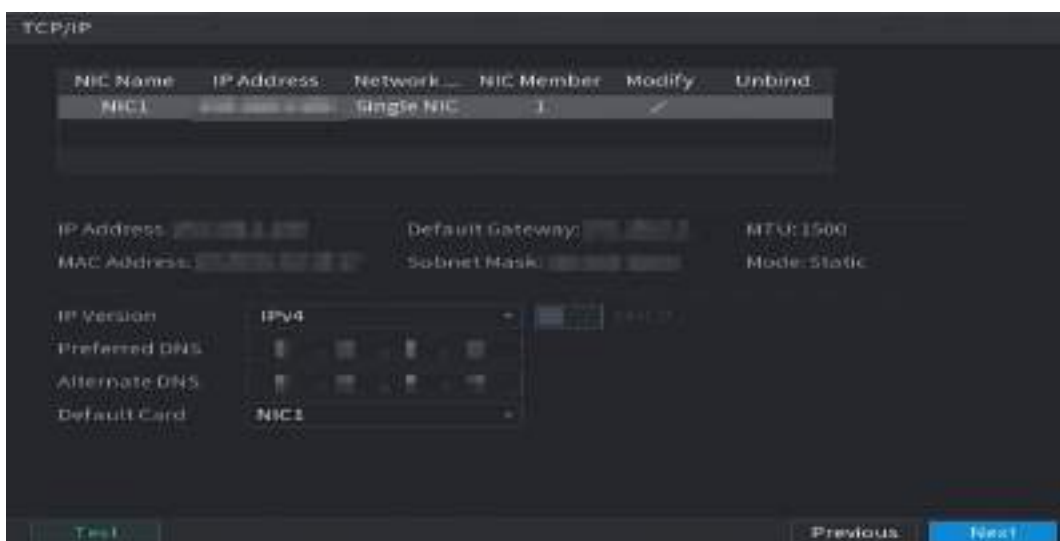 TCP/IP
NIC Name IP Address Network ... NIC Member Modify Unbind
NIC1 Single NIC 1
IP Address: Default Gateway: MTU: 1500
MAC Address: Subnet Mask: Mode: Static
IP Version IPv4
Preferred DNS
Alternate DNS
Default Card NIC1
Test Previous Next